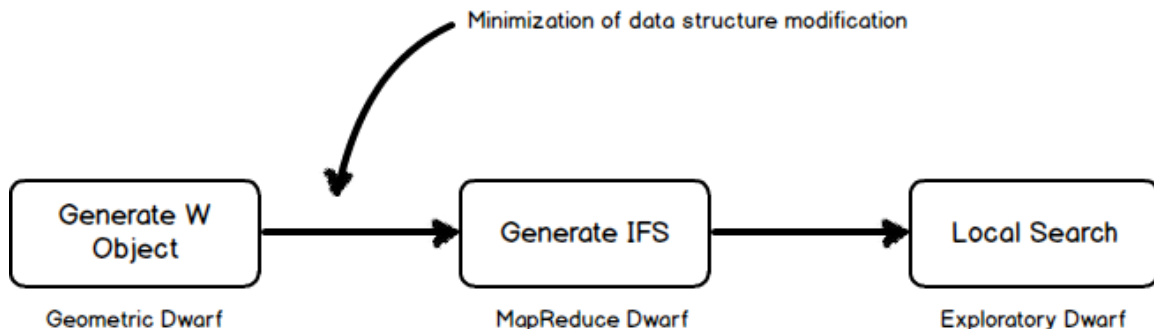 Minimization of data structure modification
Generate W
Object
Generate IFS
Local Search
Geometric Dwarf
MapReduce Dwarf
Exploratory Dwarf